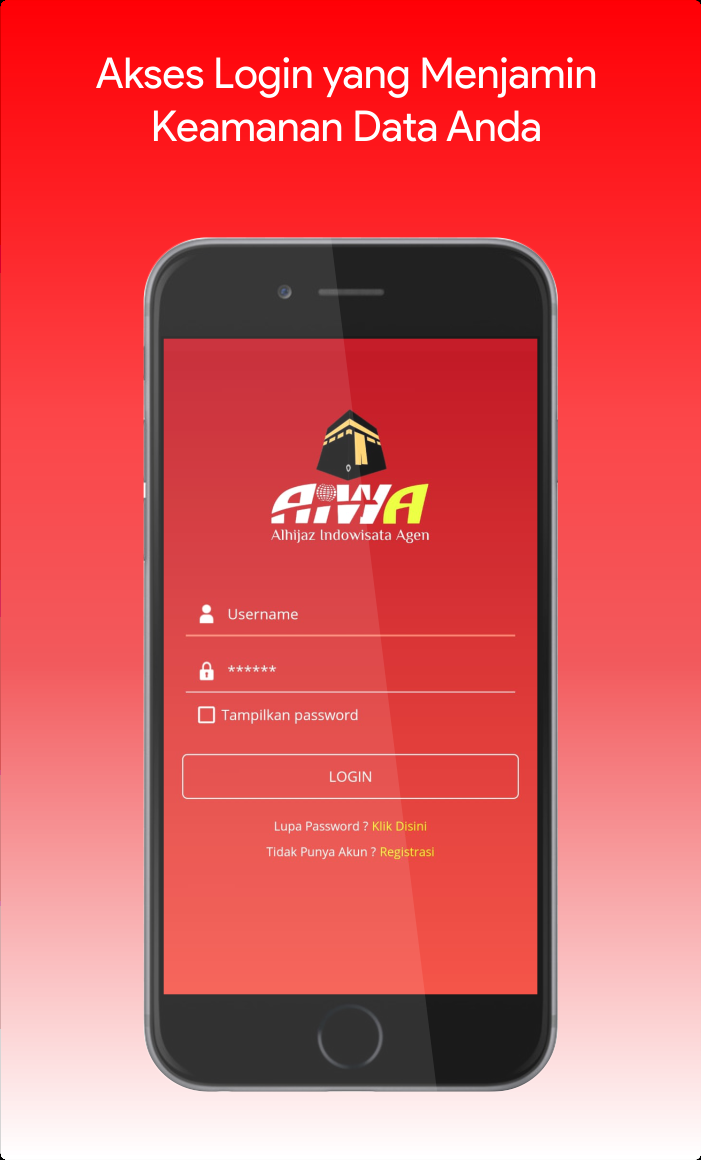 Akses Login yang Menjamin
Keamanan Data Anda
AIWA
Alhijaz Indowisata Agen
Username
******
Tampilkan password
LOGIN
Lupa Password ? Klik Disini
Tidak Punya Akun ? Registrasi